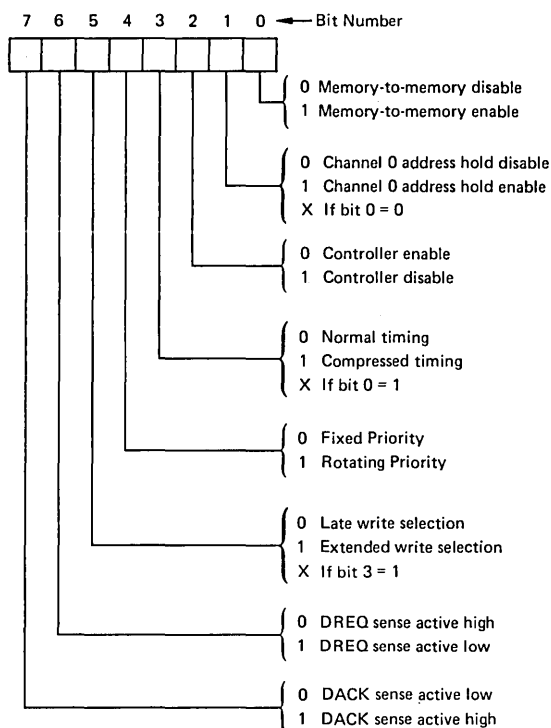 7 6 5 4 3 2 1 0 Bit Number
0 Memory-to-memory disable
1 Memory-to-memory enable
0 Channel 0 address hold disable
1 Channel 0 address hold enable
X If bit 0 = 0
0 Controller enable
1 Controller disable
0 Normal timing
1 Compressed timing
X If bit 0 = 1
0 Fixed Priority
1 Rotating Priority
0 Late write selection
1 Extended write selection
X If bit 3 = 1
0 DREQ sense active high
1 DREQ sense active low
0 DACK sense active low
1 DACK sense active high